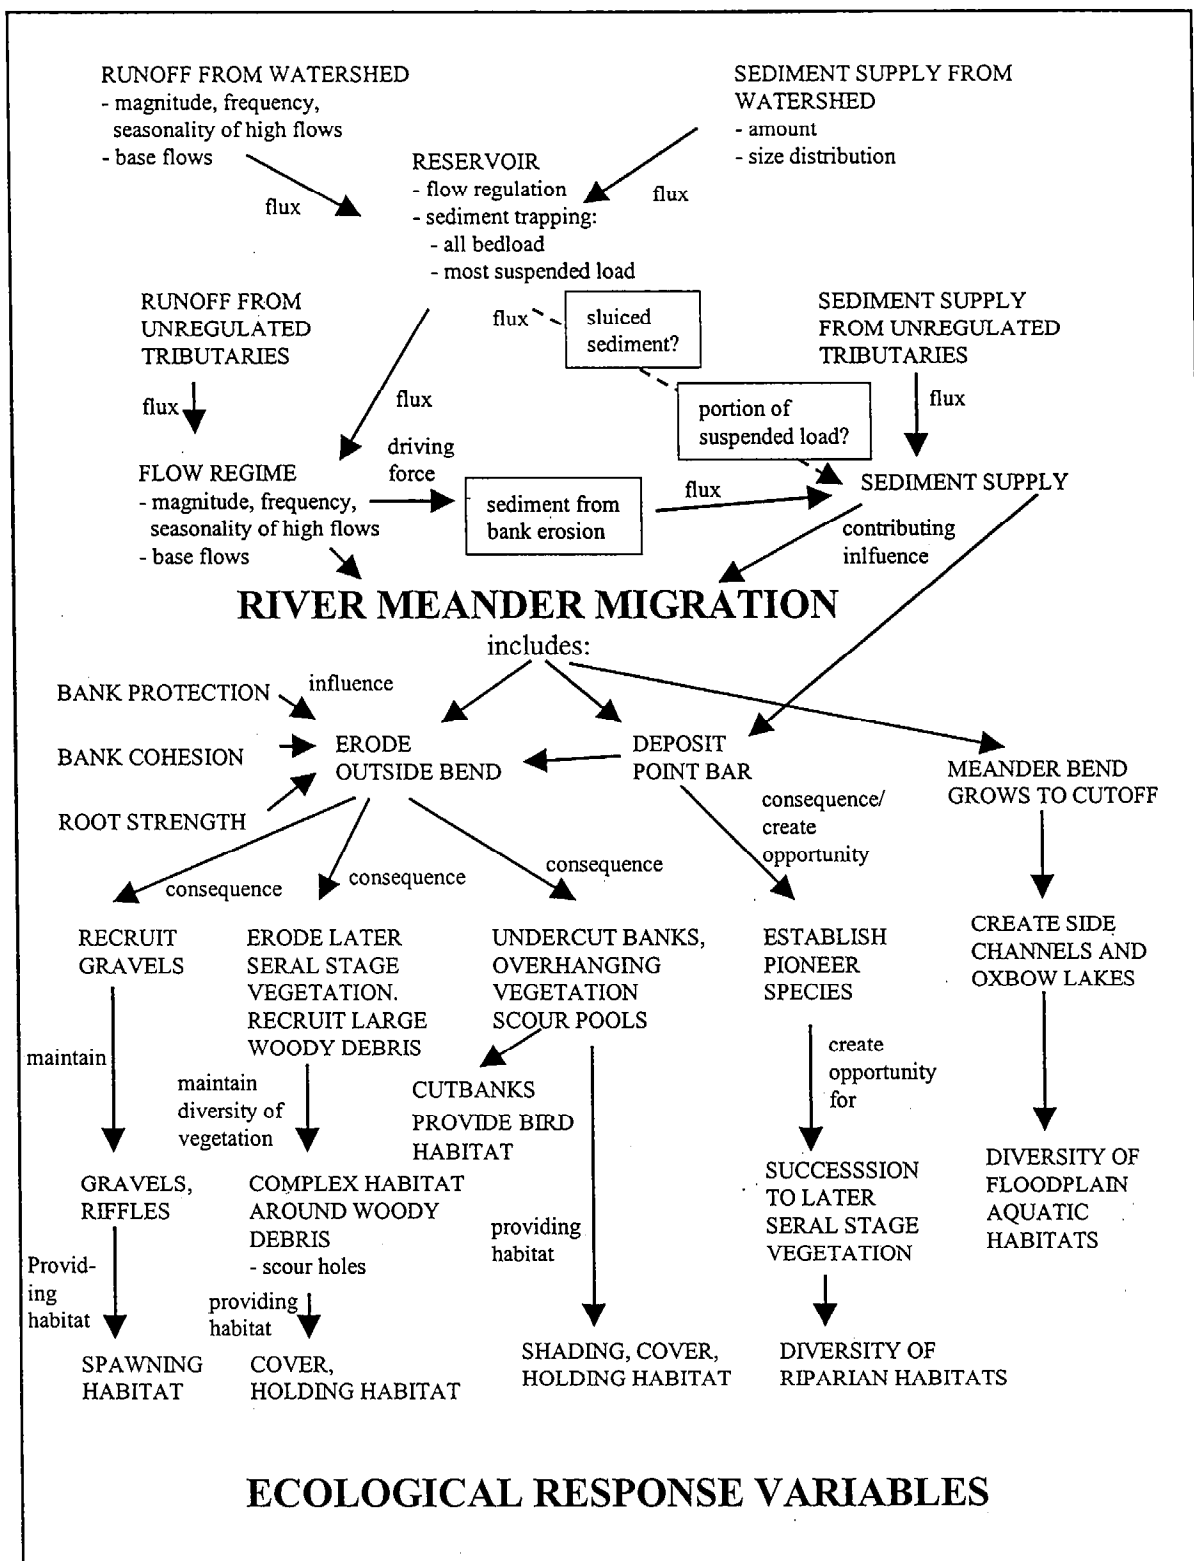 RUNOFF FROM WATERSHED
- magnitude, frequency,
seasonality of high flows
- base flows
SEDIMENT SUPPLY FROM
WATERSHED
- amount
- size distribution
flux
RESERVOIR
- flow regulation
- sediment trapping:
- all bedload
- most suspended load
flux
RUNOFF FROM
UNREGULATED
TRIBUTARIES
flux
sluiced
sediment?
SEDIMENT SUPPLY
FROM UNREGULATED
TRIBUTARIES
flux
flux
portion of
suspended load?
flux
FLOW REGIME
- magnitude, frequency,
seasonality of high flows
- base flows
driving
force
sediment from
bank erosion
flux
SEDIMENT SUPPLY
contributing
inlfuence
RIVER MEANDER MIGRATION
includes:
BANK PROTECTION
influence
BANK COHESION
ROOT STRENGTH
ERODE
OUTSIDE BEND
DEPOSIT
POINT BAR
MEANDER BEND
GROWS TO CUTOFF
consequence
consequence
consequence
consequence/
create
opportunity
RECRUIT
GRAVELS
ERODE LATER
SERAL STAGE
VEGETATION.
RECRUIT LARGE
WOODY DEBRIS
UNDERCUT BANKS,
OVERHANGING
VEGETATION
SCOUR POOLS
ESTABLISH
PIONEER
SPECIES
CREATE SIDE
CHANNELS AND
OXBOW LAKES
maintain
maintain
diversity of
vegetation
CUTBANKS
PROVIDE BIRD
HABITAT
create
opportunity
for
GRAVELS,
RIFFLES
COMPLEX HABITAT
AROUND WOODY
DEBRIS
- scour holes
providing
habitat
SUCCESSSION
TO LATER
SERAL STAGE
VEGETATION
DIVERSITY OF
FLOODPLAIN
AQUATIC
HABITATS
Provid-
ing
habitat
providing
habitat
SPAWNING
HABITAT
COVER,
HOLDING HABITAT
SHADING, COVER,
HOLDING HABITAT
DIVERSITY OF
RIPARIAN HABITATS
ECOLOGICAL RESPONSE VARIABLES